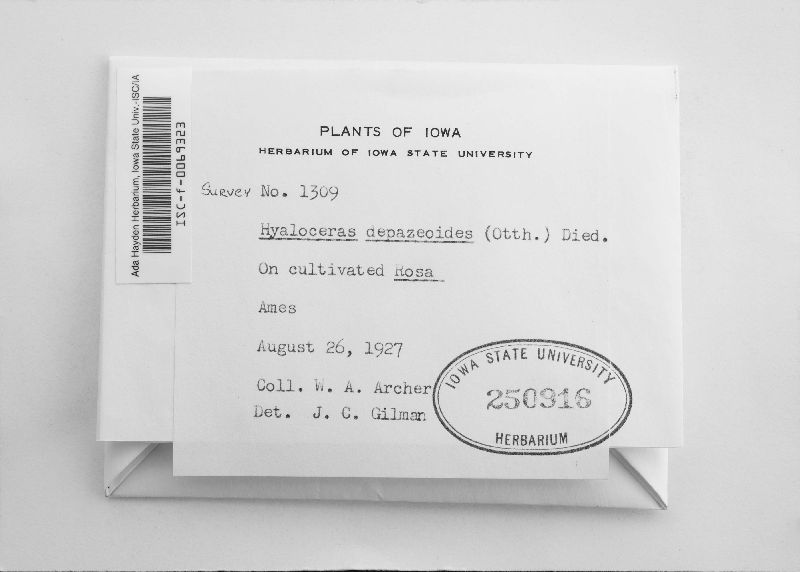 PLANTS OF IOWA
HERBARIUM OF IOWA STATE UNIVERSITY
Survey No. 1309
Hyaloceras depazeoides (Otth.) Died.
On cultivated Rosa
Ames
August 26, 1927
Coll. W. A. Archer
Det. J. C. Gilman
IOWA STATE UNIVERSITY
250916
HERBARIUM
Ada Hayden Herbarium, Iowa State Univ.-ISC/IA
ISC-f-0069323